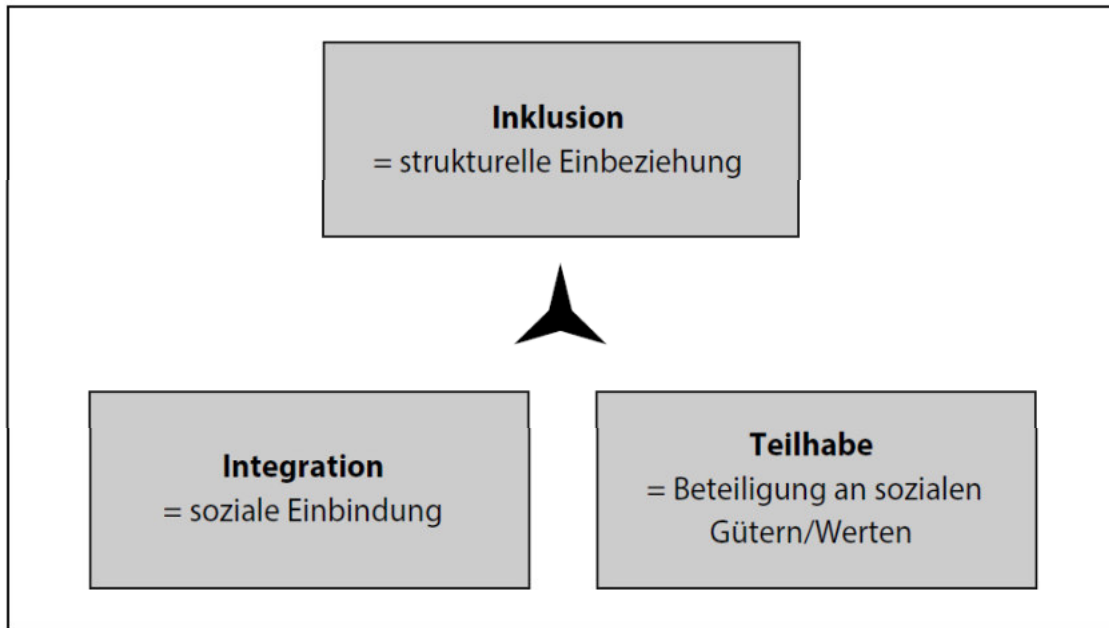 Inklusion
= strukturelle Einbeziehung
Integration
= soziale Einbindung
Teilhabe
= Beteiligung an sozialen
Gütern/Werten